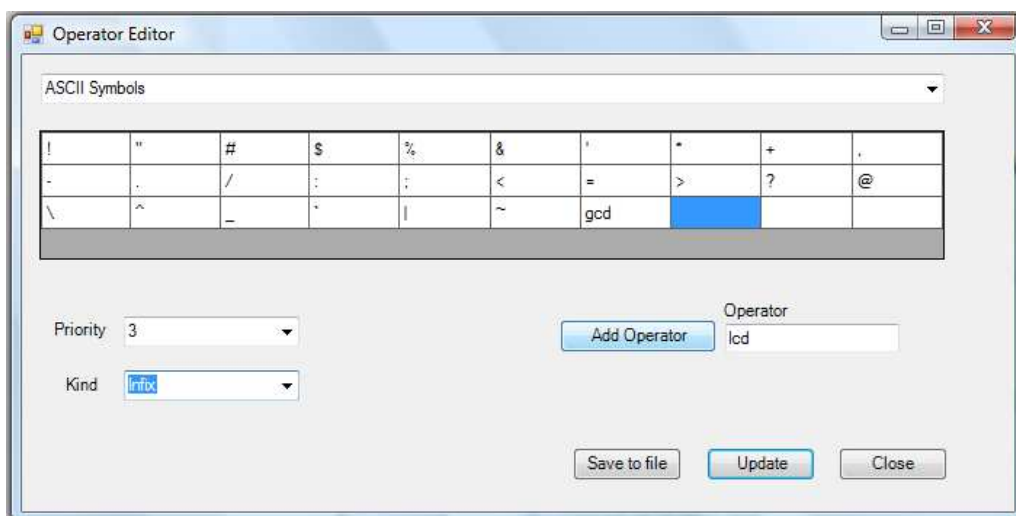 Operator Editor
ASCII Symbols
! " # $ % & ' * + ,
- . / : ; < = > ? @
\ ^ _ ` | ~ gcd
Operator
Priority 3 Add Operator lcd
Kind Infix
Save to file Update Close